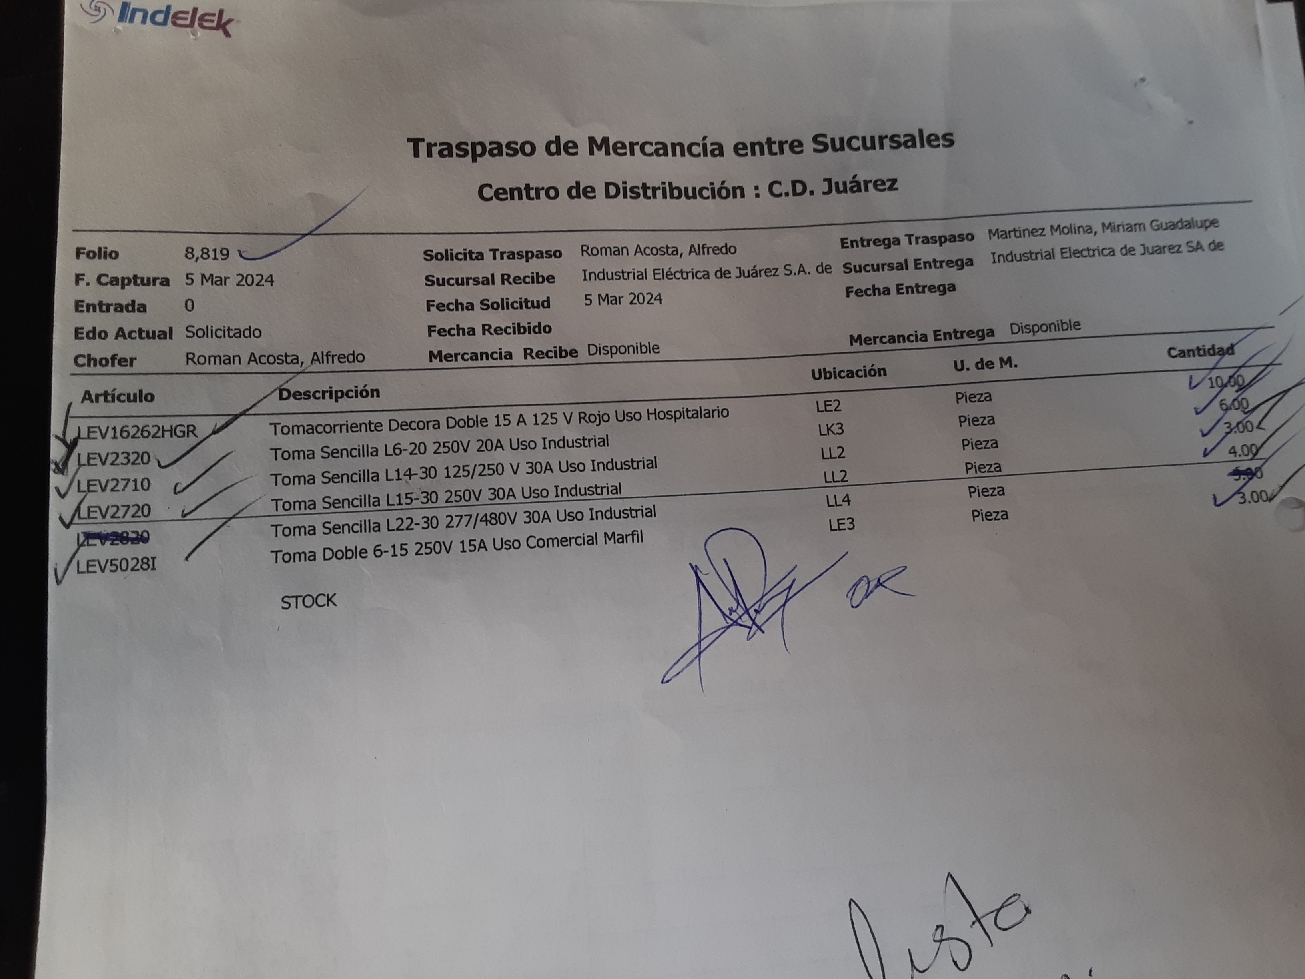 Indelek
Traspaso de Mercancía entre Sucursales
Centro de Distribución : C.D. Juárez
Folio 8,819 Solicita Traspaso Roman Acosta, Alfredo Entrega Traspaso Martinez Molina, Miriam Guadalupe
F. Captura 5 Mar 2024 Sucursal Recibe Industrial Eléctrica de Juárez S.A. de Sucursal Entrega Industrial Electrica de Juarez SA de
Entrada 0 Fecha Solicitud 5 Mar 2024 Fecha Entrega
Edo Actual Solicitado Fecha Recibido
Chofer Roman Acosta, Alfredo Mercancia Recibe Disponible Mercancia Entrega Disponible
Artículo Descripción Ubicación U. de M. Cantidad
LEV16262HGR Tomacorriente Decora Doble 15 A 125 V Rojo Uso Hospitalario LE2 Pieza 10.00
LEV2320 Toma Sencilla L6-20 250V 20A Uso Industrial LK3 Pieza 6.00
LEV2710 Toma Sencilla L14-30 125/250 V 30A Uso Industrial LL2 Pieza 3.00
LEV2720 Toma Sencilla L15-30 250V 30A Uso Industrial LL2 Pieza 4.00
Toma Sencilla L22-30 277/480V 30A Uso Industrial LL4 Pieza
LEV5028I Toma Doble 6-15 250V 15A Uso Comercial Marfil LE3 Pieza 3.00
STOCK